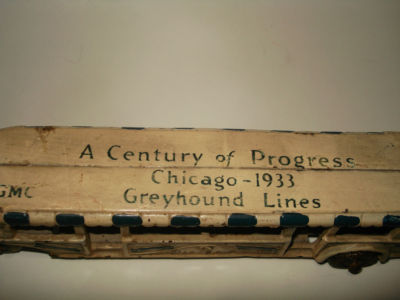 A Century of Progress
Chicago-1933
GMC
Greyhound Lines